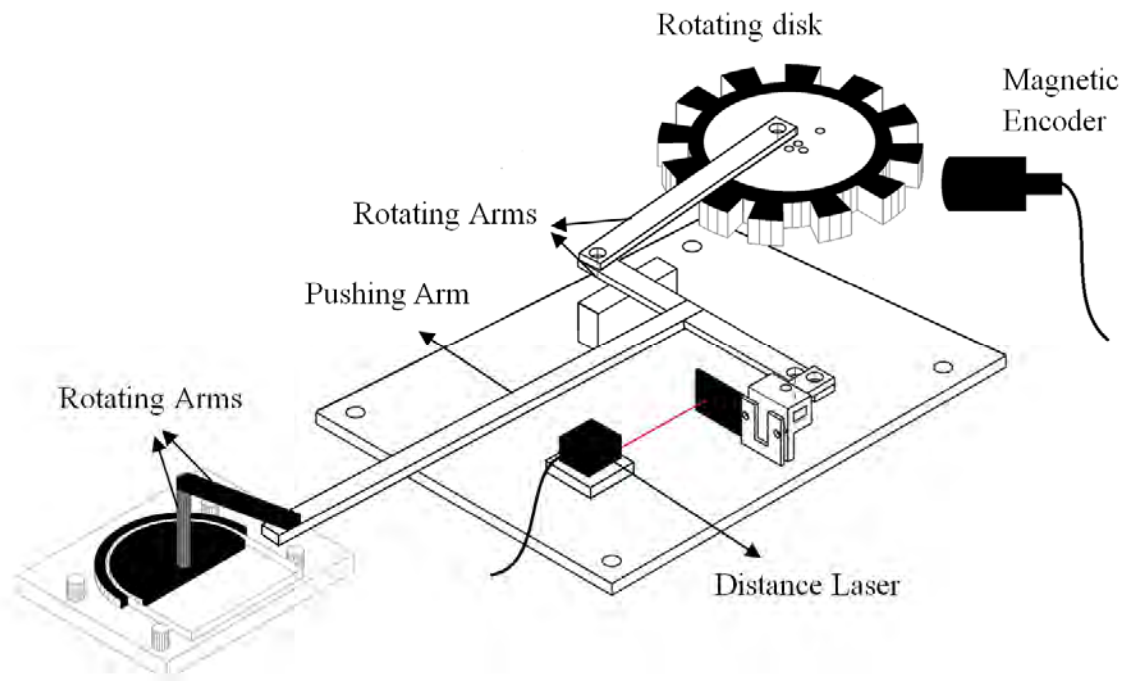 Rotating disk
Magnetic
Encoder
Rotating Arms
Pushing Arm
Rotating Arms
Distance Laser